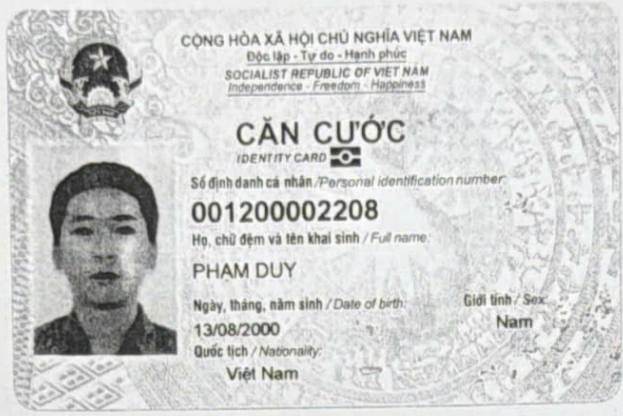 CỘNG HÒA XÃ HỘI CHỦ NGHĨA VIỆT NAM
Độc lập - Tự do - Hạnh phúc
SOCIALIST REPUBLIC OF VIET NAM
Independence - Freedom - Happiness
CĂN CƯỚC
IDENTITY CARD
Số định danh cá nhân / Personal identification number:
001200002208
Họ, chữ đệm và tên khai sinh / Full name:
PHẠM DUY
Ngày, tháng, năm sinh / Date of birth:
Giới tính / Sex:
13/08/2000
Nam
Quốc tịch / Nationality:
Việt Nam